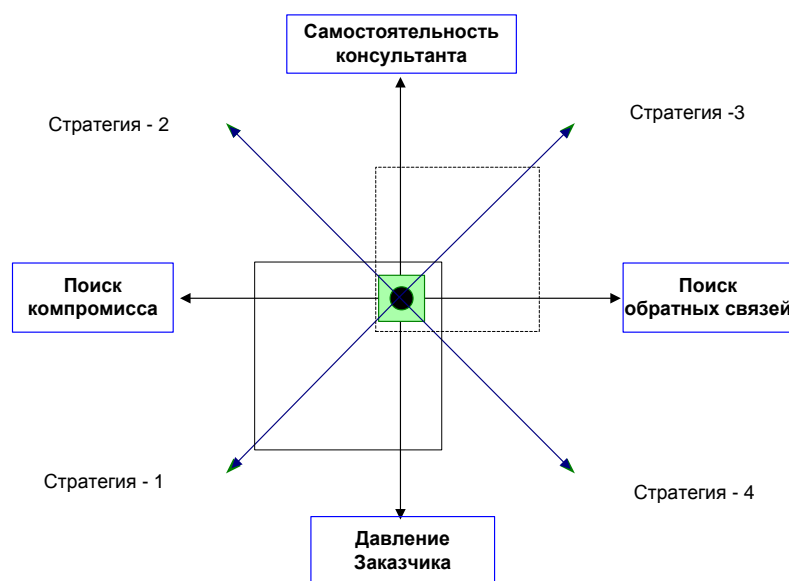 Самостоятельность
консультанта
Стратегия - 2
Стратегия -3
Поиск
компромисса
Поиск
обратных связей
Стратегия - 1
Стратегия - 4
Давление
Заказчика